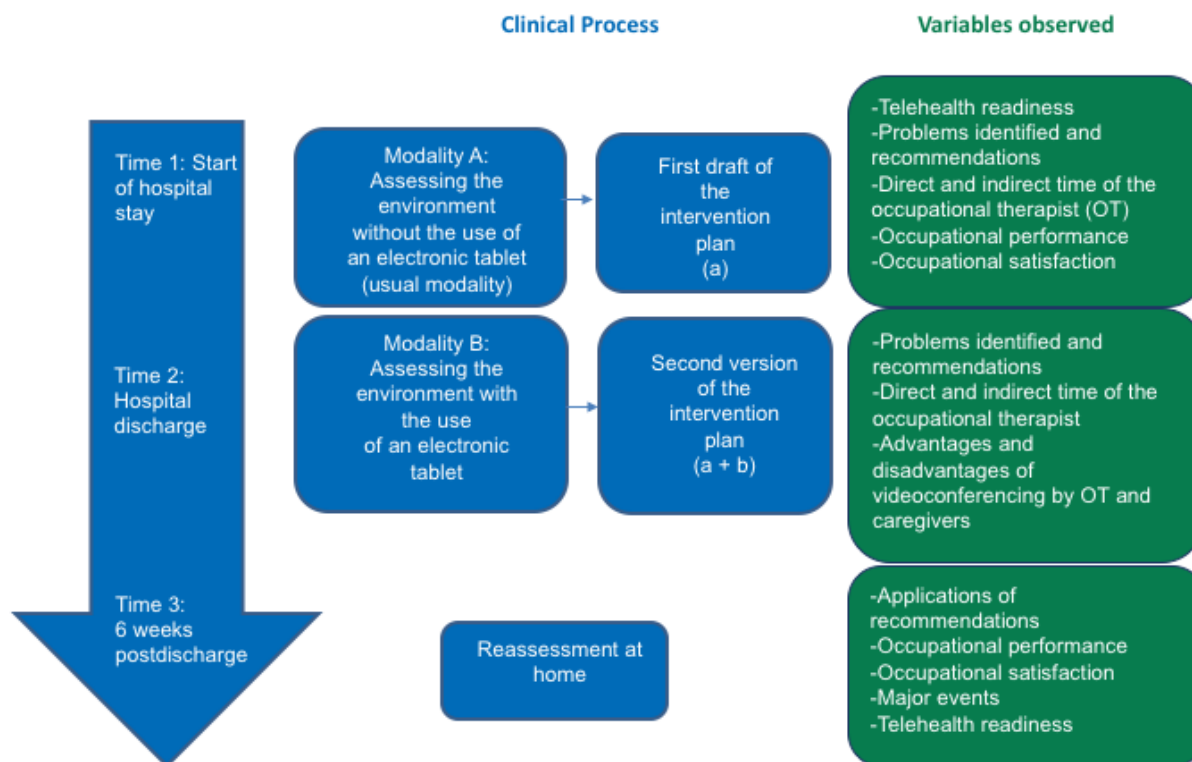 Clinical Process
Variables observed
Time 1: Start
of hospital
stay
Modality A:
Assessing the
environment
without the use of
an electronic tablet
(usual modality)
First draft of
the
intervention
plan
(a)
-Telehealth readiness
-Problems identified and
recommendations
-Direct and indirect time of the
occupational therapist (OT)
-Occupational performance
-Occupational satisfaction
Time 2:
Hospital
discharge
Modality B:
Assessing the
environment with
the use
of an electronic
tablet
Second version
of the
intervention
plan
(a + b)
-Problems identified and
recommendations
-Direct and indirect time of the
occupational therapist
-Advantages and
disadvantages of
videoconferencing by OT and
caregivers
Time 3:
6 weeks
postdischarge
Reassessment at
home
-Applications of
recommendations
-Occupational performance
-Occupational satisfaction
-Major events
-Telehealth readiness